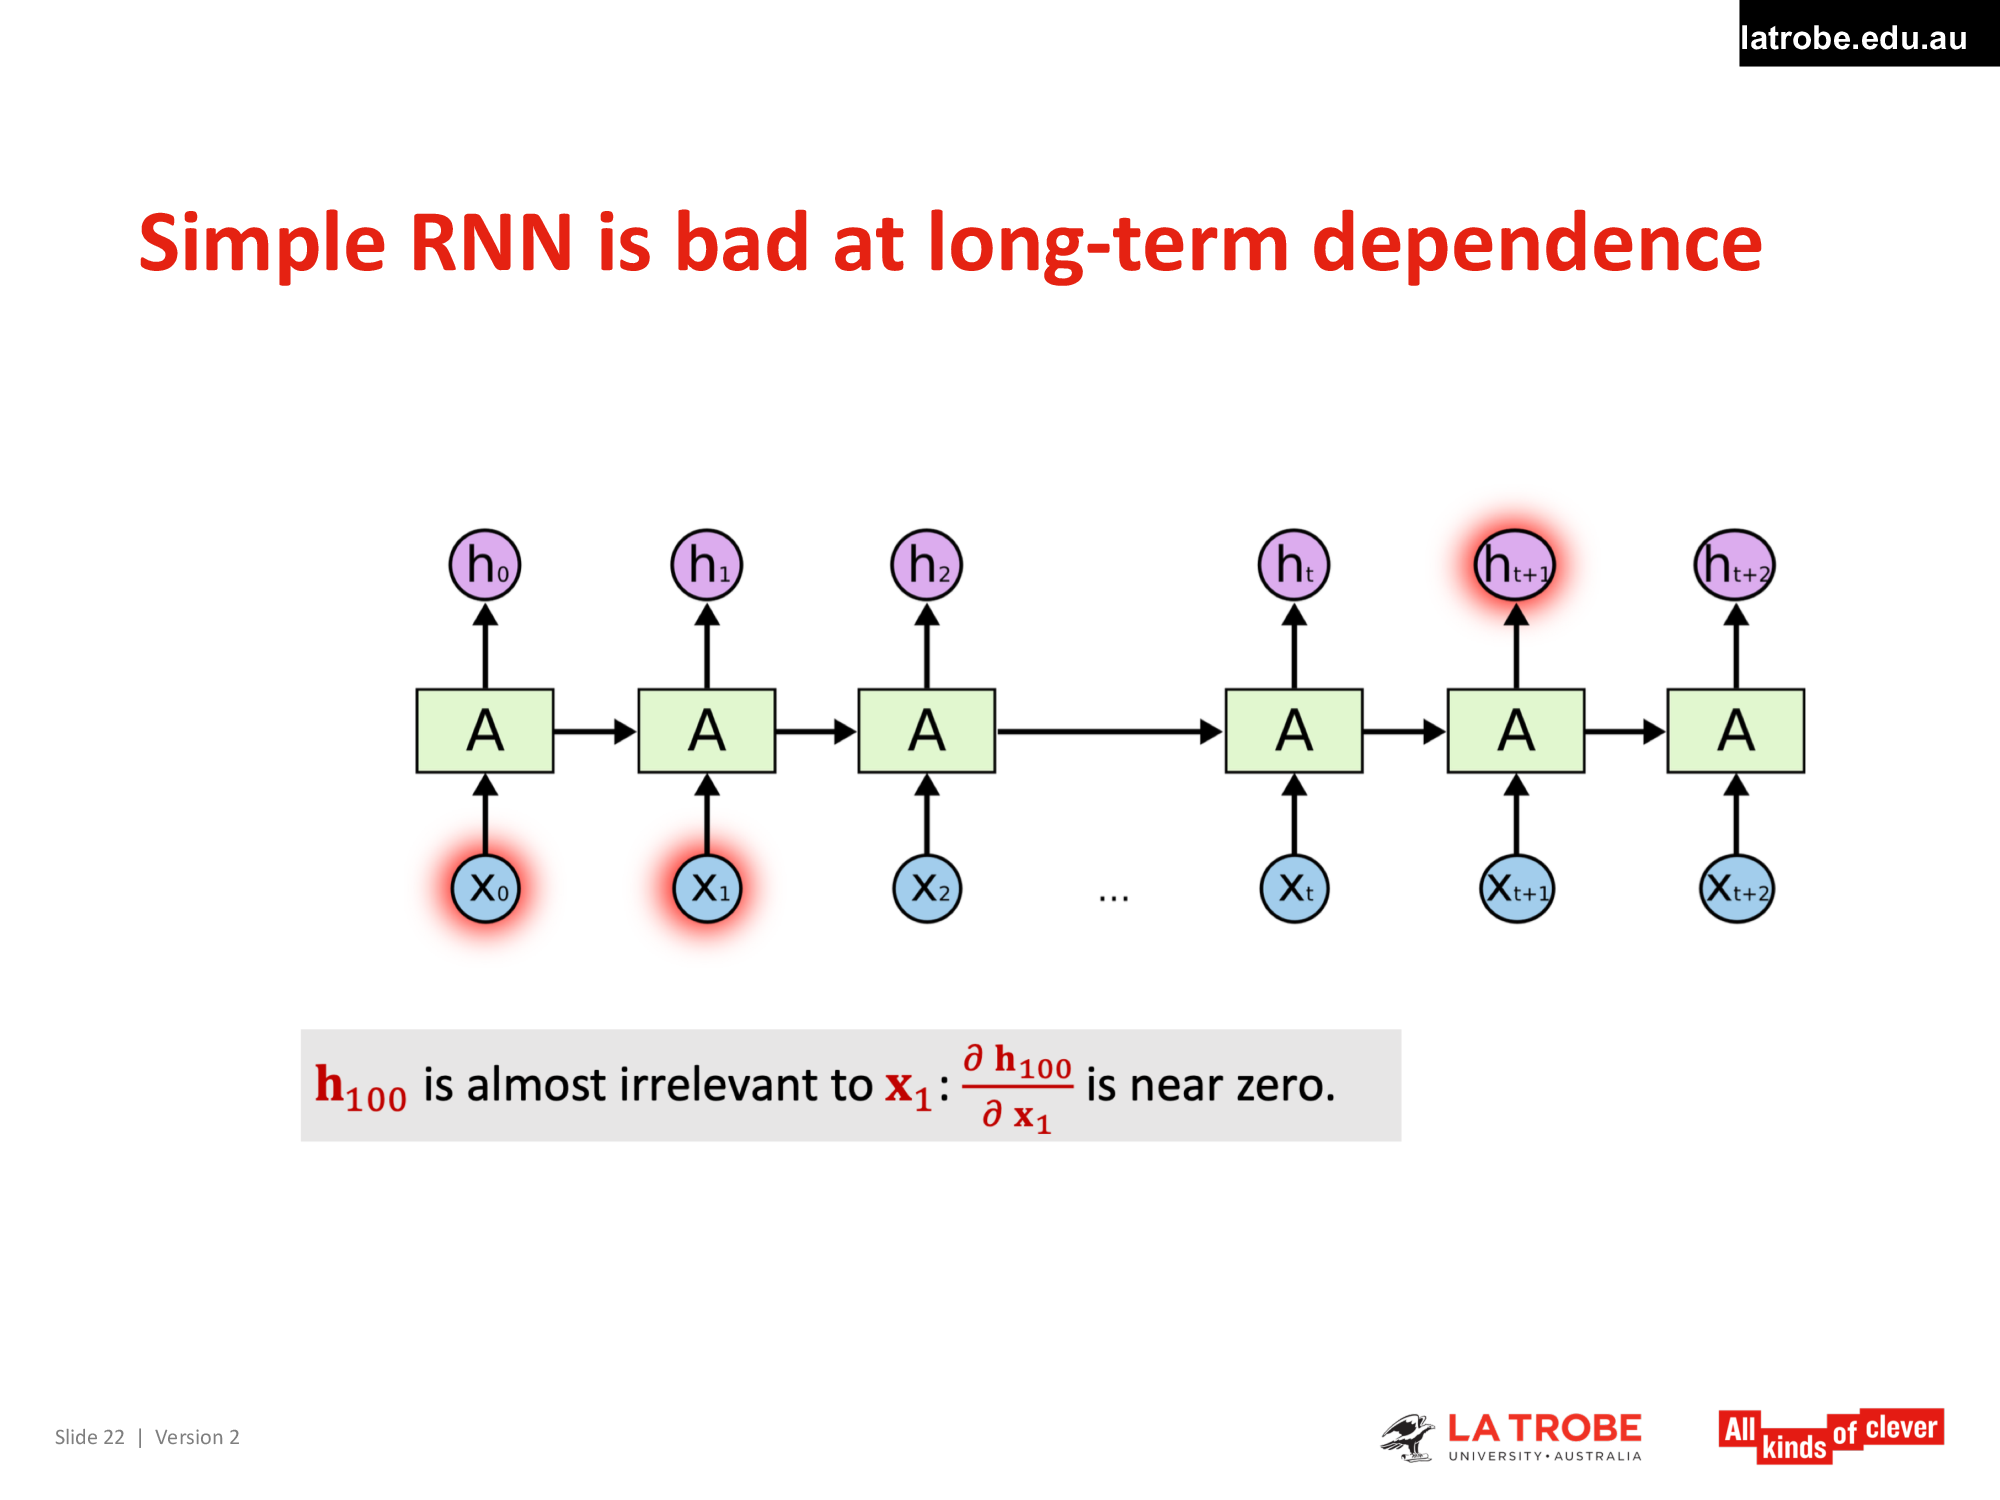 latrobe.edu.au
Simple RNN is bad at long-term dependence
h₀ h₁ h₂ hₜ hₜ₊₁ hₜ₊₂
A A A A A A
x₀ x₁ x₂ ... xₜ xₜ₊₁ xₜ₊₂
h₁₀₀ is almost irrelevant to x₁: ∂ h₁₀₀ / ∂ x₁ is near zero.
Slide 22 | Version 2
LA TROBE
UNIVERSITY • AUSTRALIA
All kinds of clever